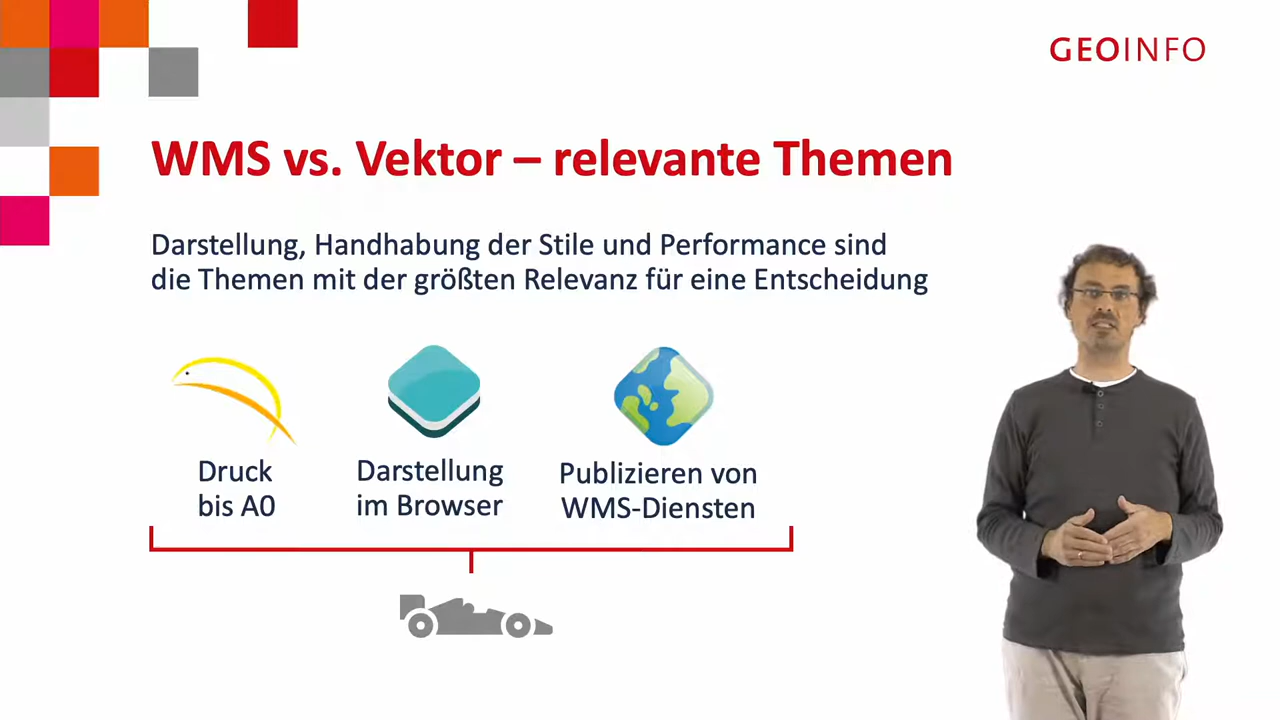 GEOINFO
WMS vs. Vektor – relevante Themen
Darstellung, Handhabung der Stile und Performance sind
die Themen mit der größten Relevanz für eine Entscheidung
Druck
bis A0
Darstellung
im Browser
Publizieren von
WMS-Diensten